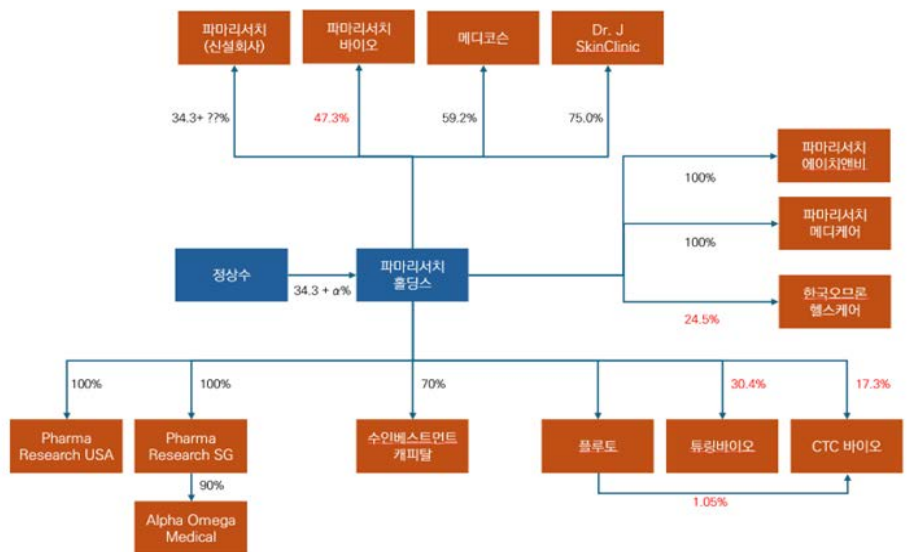 파마리서치
(신설회사)
파마리서치
바이오
메디코슨
Dr. J
SkinClinic
34.3+ ??%
47.3%
59.2%
75.0%
파마리서치
에이치앤비
100%
파마리서치
메디케어
100%
정상수
34.3 + α%
파마리서치
홀딩스
한국오므론
헬스케어
24.5%
100%
100%
70%
30.4%
17.3%
Pharma
Research USA
Pharma
Research SG
수인베스트먼트
캐피탈
플루토
튜링바이오
CTC 바이오
90%
1.05%
Alpha Omega
Medical